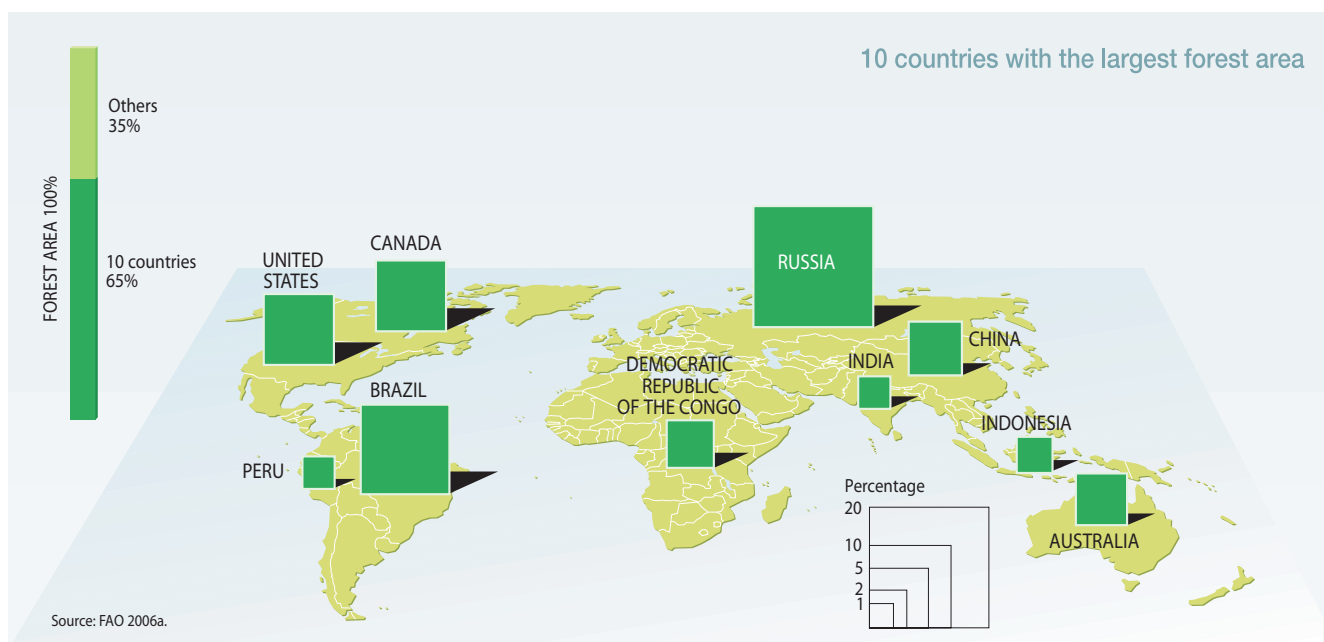 10 countries with the largest forest area
Others
35%
FOREST AREA 100%
10 countries
65%
UNITED
STATES
CANADA
RUSSIA
CHINA
INDIA
DEMOCRATIC
REPUBLIC
OF THE CONGO
BRAZIL
PERU
INDONESIA
AUSTRALIA
Percentage
20
10
5
2
1
Source: FAO 2006a.